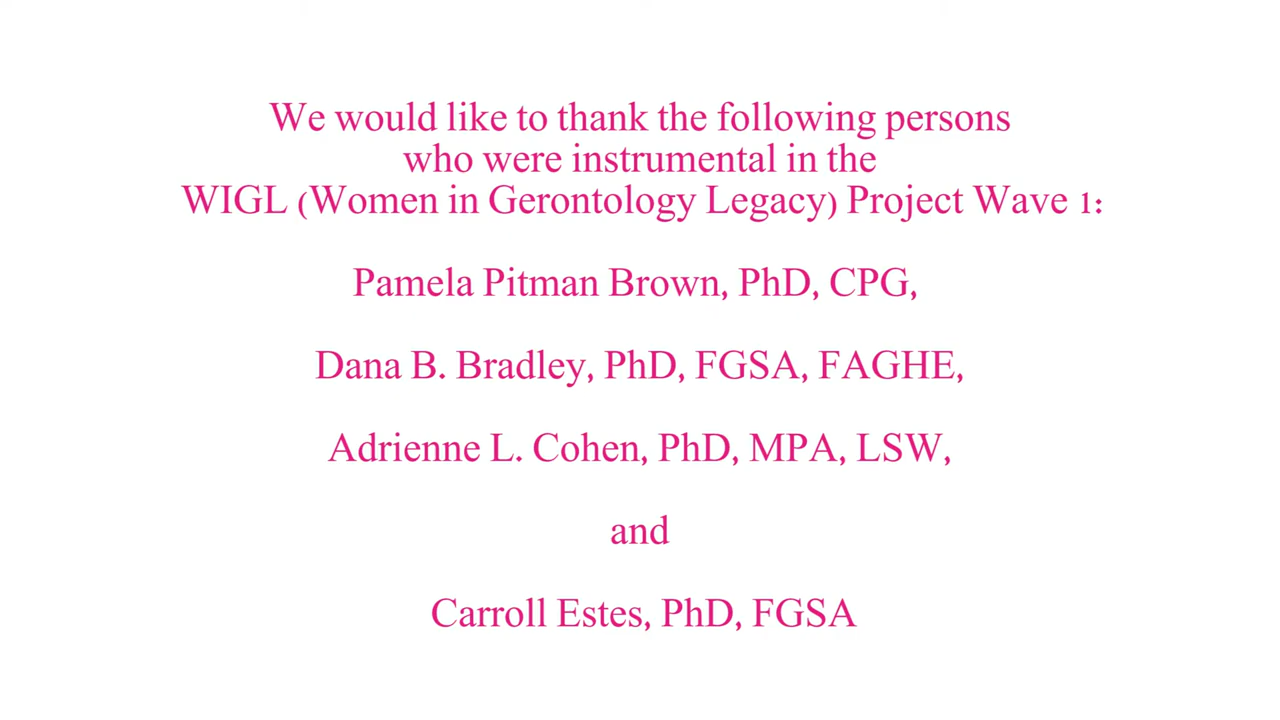 We would like to thank the following persons
who were instrumental in the
WIGL (Women in Gerontology Legacy) Project Wave 1:
Pamela Pitman Brown, PhD, CPG,
Dana B. Bradley, PhD, FGSA, FAGHE,
Adrienne L. Cohen, PhD, MPA, LSW,
and
Carroll Estes, PhD, FGSA